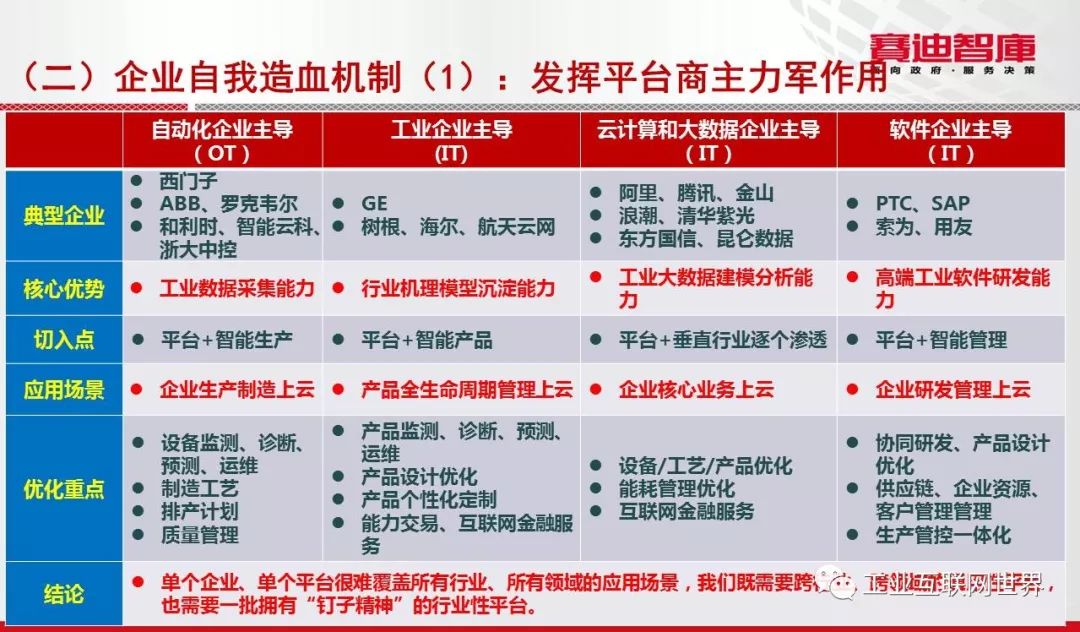 赛迪智库
面向政府·服务决策
（二）企业自我造血机制（1）：发挥平台商主力军作用
自动化企业主导
（OT）
工业企业主导
(IT)
云计算和大数据企业主导
（IT）
软件企业主导
（IT）
典型企业
● 西门子
● ABB、罗克韦尔
● 和利时、智能云科、
浙大中控
● GE
● 树根、海尔、航天云网
● 阿里、腾讯、金山
● 浪潮、清华紫光
● 东方国信、昆仑数据
● PTC、SAP
● 索为、用友
核心优势
● 工业数据采集能力
● 行业机理模型沉淀能力
● 工业大数据建模分析能
力
● 高端工业软件研发能
力
切入点
● 平台+智能生产
● 平台+智能产品
● 平台+垂直行业逐个渗透
● 平台+智能管理
应用场景
● 企业生产制造上云
● 产品全生命周期管理上云
● 企业核心业务上云
● 企业研发管理上云
优化重点
● 设备监测、诊断、
预测、运维
● 制造工艺
● 排产计划
● 质量管理
● 产品监测、诊断、预测、
运维
● 产品设计优化
● 产品个性化定制
● 能力交易、互联网金融服
务
● 设备/工艺/产品优化
● 能耗管理优化
● 互联网金融服务
● 协同研发、产品设计
优化
● 供应链、企业资源、
客户管理管理
● 生产管控一体化
结论
● 单个企业、单个平台很难覆盖所有行业、所有领域的应用场景，我们既需要跨
也需要一批拥有“钉子精神”的行业性平台。
工业互联网世界